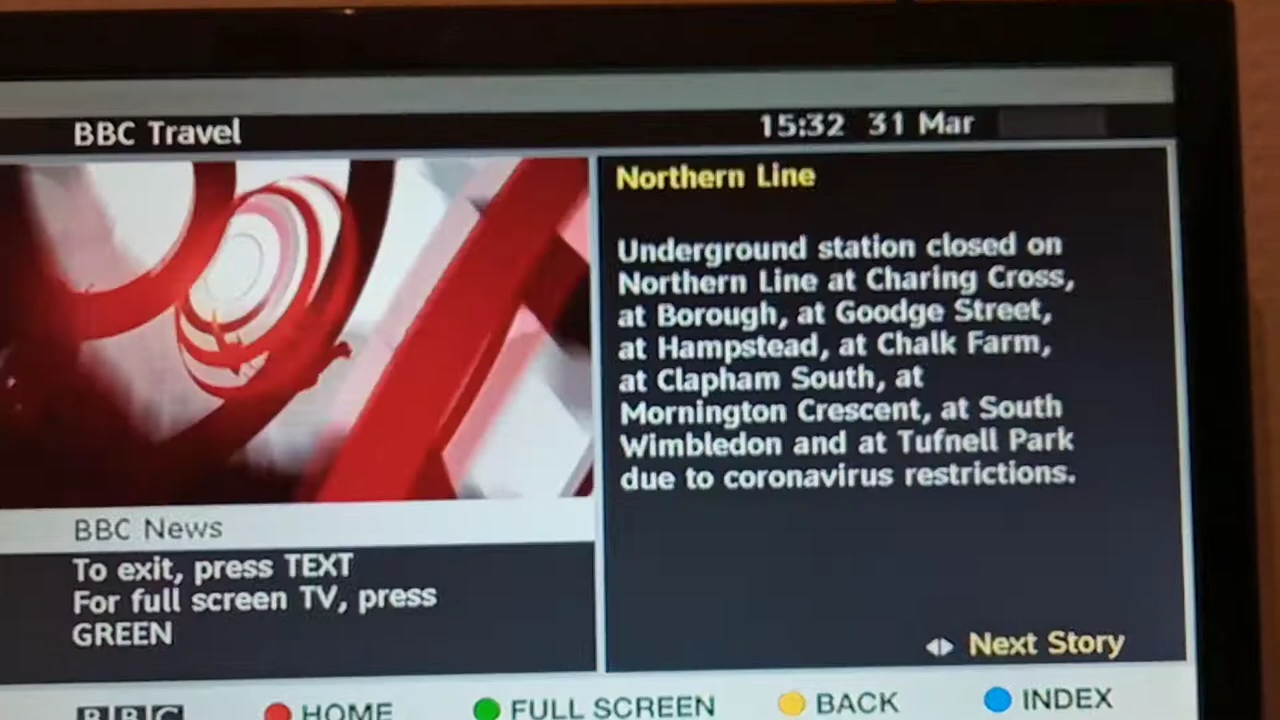 BBC Travel
15:32 31 Mar
Northern Line
Underground station closed on
Northern Line at Charing Cross,
at Borough, at Goodge Street,
at Hampstead, at Chalk Farm,
at Clapham South, at
Mornington Crescent, at South
Wimbledon and at Tufnell Park
due to coronavirus restrictions.
BBC News
To exit, press TEXT
For full screen TV, press
GREEN
Next Story
BBC HOME FULL SCREEN BACK INDEX